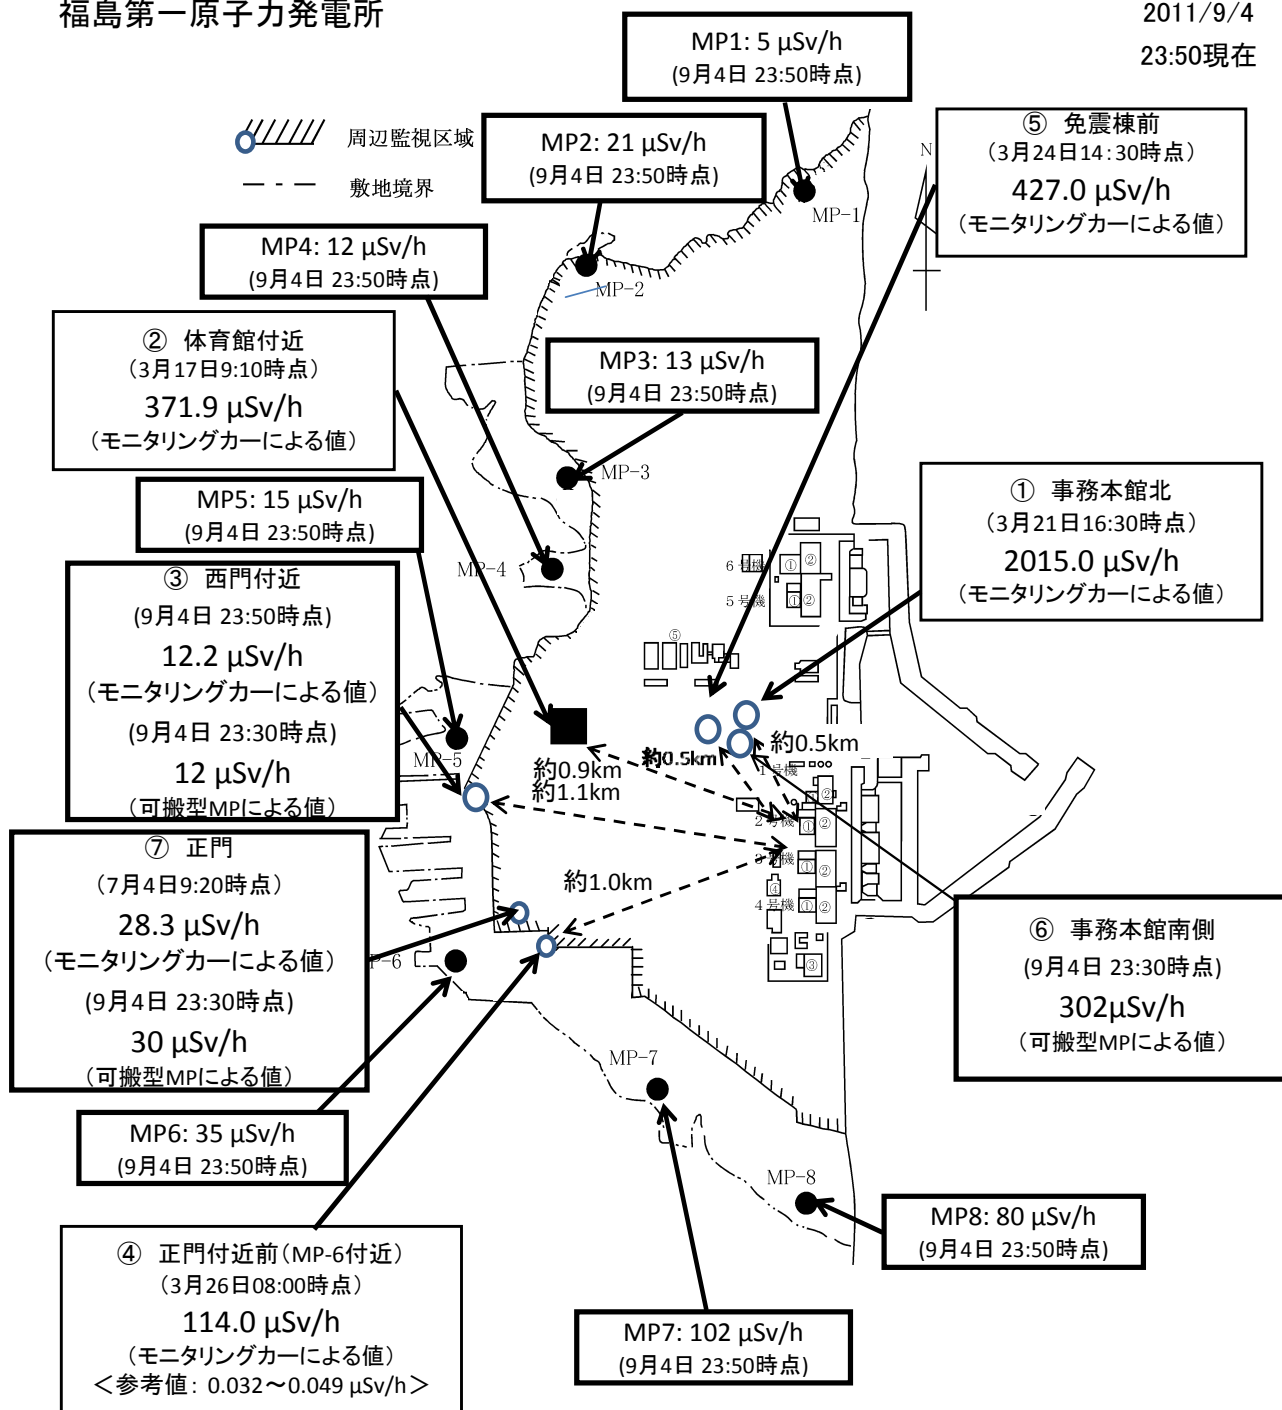 福島第一原子力発電所
2011/9/4
23:50現在
MP1: 5 μSv/h
(9月4日 23:50時点)
周辺監視区域
敷地境界
MP2: 21 μSv/h
(9月4日 23:50時点)
⑤ 免震棟前
(3月24日14:30時点)
427.0 μSv/h
(モニタリングカーによる値)
N
MP-1
MP4: 12 μSv/h
(9月4日 23:50時点)
MP-2
② 体育館付近
(3月17日9:10時点)
371.9 μSv/h
(モニタリングカーによる値)
MP3: 13 μSv/h
(9月4日 23:50時点)
MP-3
MP5: 15 μSv/h
(9月4日 23:50時点)
① 事務本館北
(3月21日16:30時点)
2015.0 μSv/h
(モニタリングカーによる値)
MP-4
③ 西門付近
(9月4日 23:50時点)
12.2 μSv/h
(モニタリングカーによる値)
(9月4日 23:30時点)
12 μSv/h
(可搬型MPによる値)
6号機
① ②
5号機
① ②
⑤
MP-5
約0.9km
約1.1km
約0.5km
約0.5km
1号機
②
2号機
① ②
3号機
① ②
④
4号機
① ②
③
約1.0km
⑦ 正門
(7月4日9:20時点)
28.3 μSv/h
(モニタリングカーによる値)
(9月4日 23:30時点)
30 μSv/h
(可搬型MPによる値)
P-6
⑥ 事務本館南側
(9月4日 23:30時点)
302μSv/h
(可搬型MPによる値)
MP-7
MP6: 35 μSv/h
(9月4日 23:50時点)
MP-8
MP8: 80 μSv/h
(9月4日 23:50時点)
④ 正門付近前(MP-6付近)
(3月26日08:00時点)
114.0 μSv/h
(モニタリングカーによる値)
<参考値: 0.032~0.049 μSv/h>
MP7: 102 μSv/h
(9月4日 23:50時点)